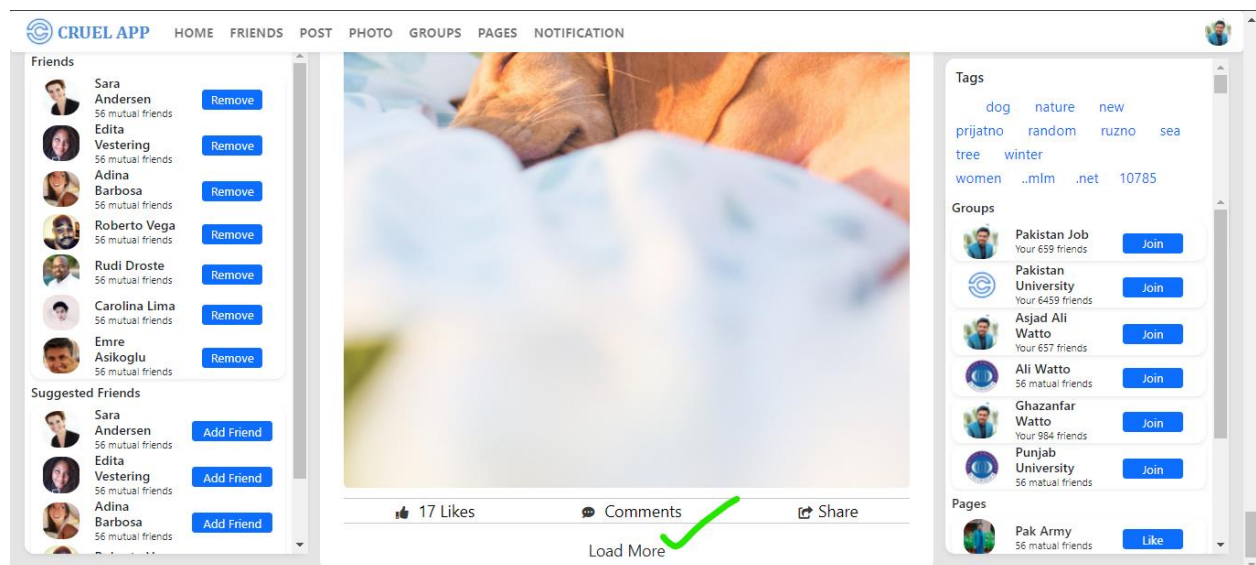 CRUEL APP HOME FRIENDS POST PHOTO GROUPS PAGES NOTIFICATION
Friends
Sara
Andersen
56 mutual friends
Remove
Edita
Vestering
56 mutual friends
Remove
Adina
Barbosa
56 mutual friends
Remove
Roberto Vega
56 mutual friends
Remove
Rudi Droste
56 mutual friends
Remove
Carolina Lima
56 mutual friends
Remove
Emre
Asikoglu
56 mutual friends
Remove
Suggested Friends
Sara
Andersen
56 mutual friends
Add Friend
Edita
Vestering
56 mutual friends
Add Friend
Adina
Barbosa
56 mutual friends
Add Friend
17 Likes Comments Share
Load More
Tags
dog nature new
prijatno random ruzno sea
tree winter
women ..mlm .net 10785
Groups
Pakistan Job
Your 659 friends
Join
Pakistan
University
Your 6459 friends
Join
Asjad Ali
Watto
Your 657 friends
Join
Ali Watto
56 matual friends
Join
Ghazanfar
Watto
Your 984 friends
Join
Punjab
University
56 matual friends
Join
Pages
Pak Army
56 matual friends
Like